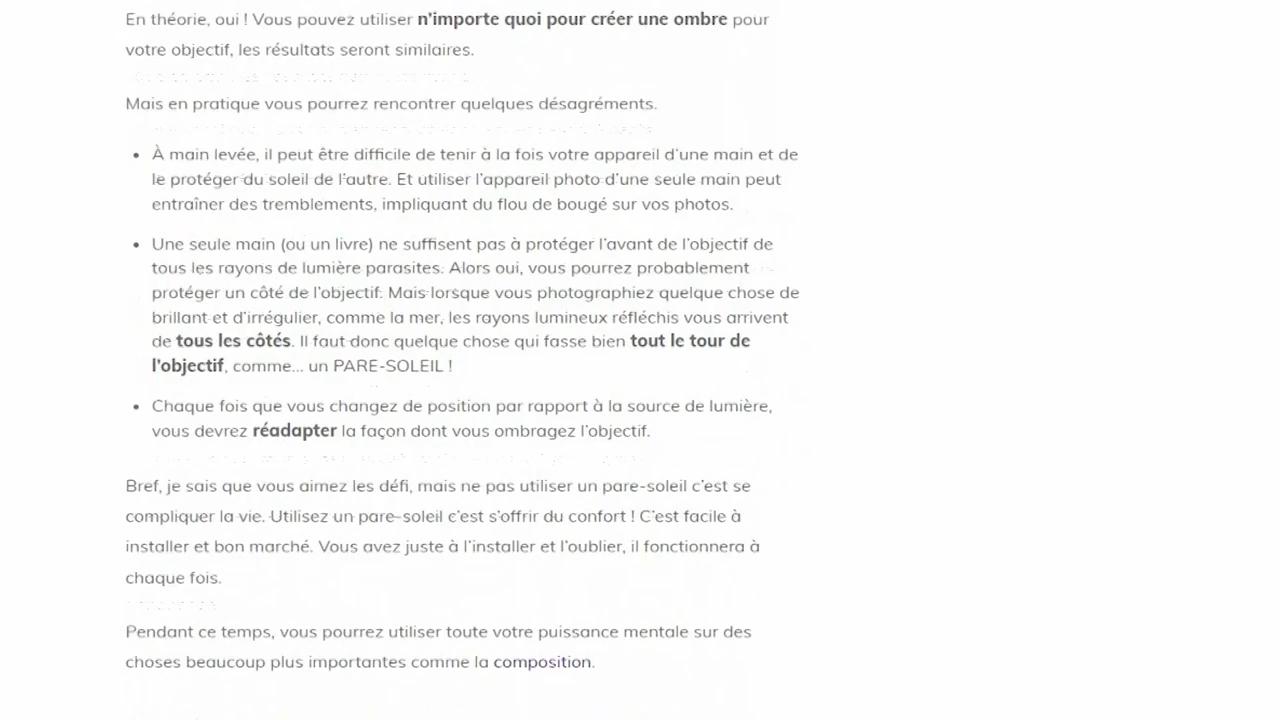 En théorie, oui ! Vous pouvez utiliser n'importe quoi pour créer une ombre pour
votre objectif, les résultats seront similaires.
Mais en pratique vous pourrez rencontrer quelques désagréments.
• À main levée, il peut être difficile de tenir à la fois votre appareil d'une main et de
le protéger du soleil de l'autre. Et utiliser l'appareil photo d'une seule main peut
entraîner des tremblements, impliquant du flou de bougé sur vos photos.
• Une seule main (ou un livre) ne suffisent pas à protéger l'avant de l'objectif de
tous les rayons de lumière parasites. Alors oui, vous pourrez probablement
protéger un côté de l'objectif. Mais lorsque vous photographiez quelque chose de
brillant et d'irrégulier, comme la mer, les rayons lumineux réfléchis vous arrivent
de tous les côtés. Il faut donc quelque chose qui fasse bien tout le tour de
l'objectif, comme... un PARE-SOLEIL !
• Chaque fois que vous changez de position par rapport à la source de lumière,
vous devrez réadapter la façon dont vous ombragez l'objectif.
Bref, je sais que vous aimez les défi, mais ne pas utiliser un pare-soleil c'est se
compliquer la vie. Utilisez un pare-soleil c'est s'offrir du confort ! C'est facile à
installer et bon marché. Vous avez juste à l'installer et l'oublier, il fonctionnera à
chaque fois.
Pendant ce temps, vous pourrez utiliser toute votre puissance mentale sur des
choses beaucoup plus importantes comme la composition.